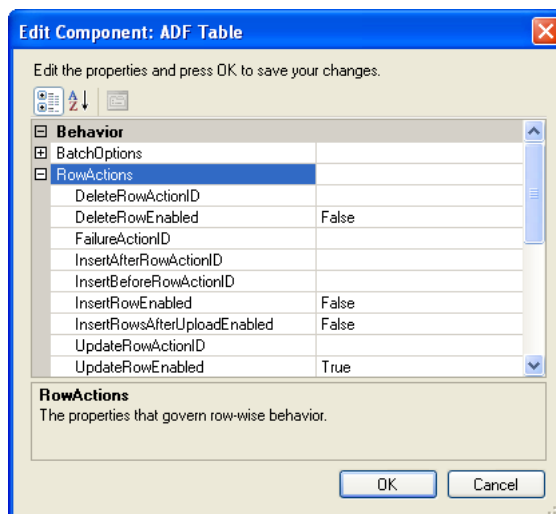 Edit Component: ADF Table
Edit the properties and press OK to save your changes.
Behavior
BatchOptions
RowActions
DeleteRowActionID
DeleteRowEnabled False
FailureActionID
InsertAfterRowActionID
InsertBeforeRowActionID
InsertRowEnabled False
InsertRowsAfterUploadEnabled False
UpdateRowActionID
UpdateRowEnabled True
RowActions
The properties that govern row-wise behavior.
OK Cancel